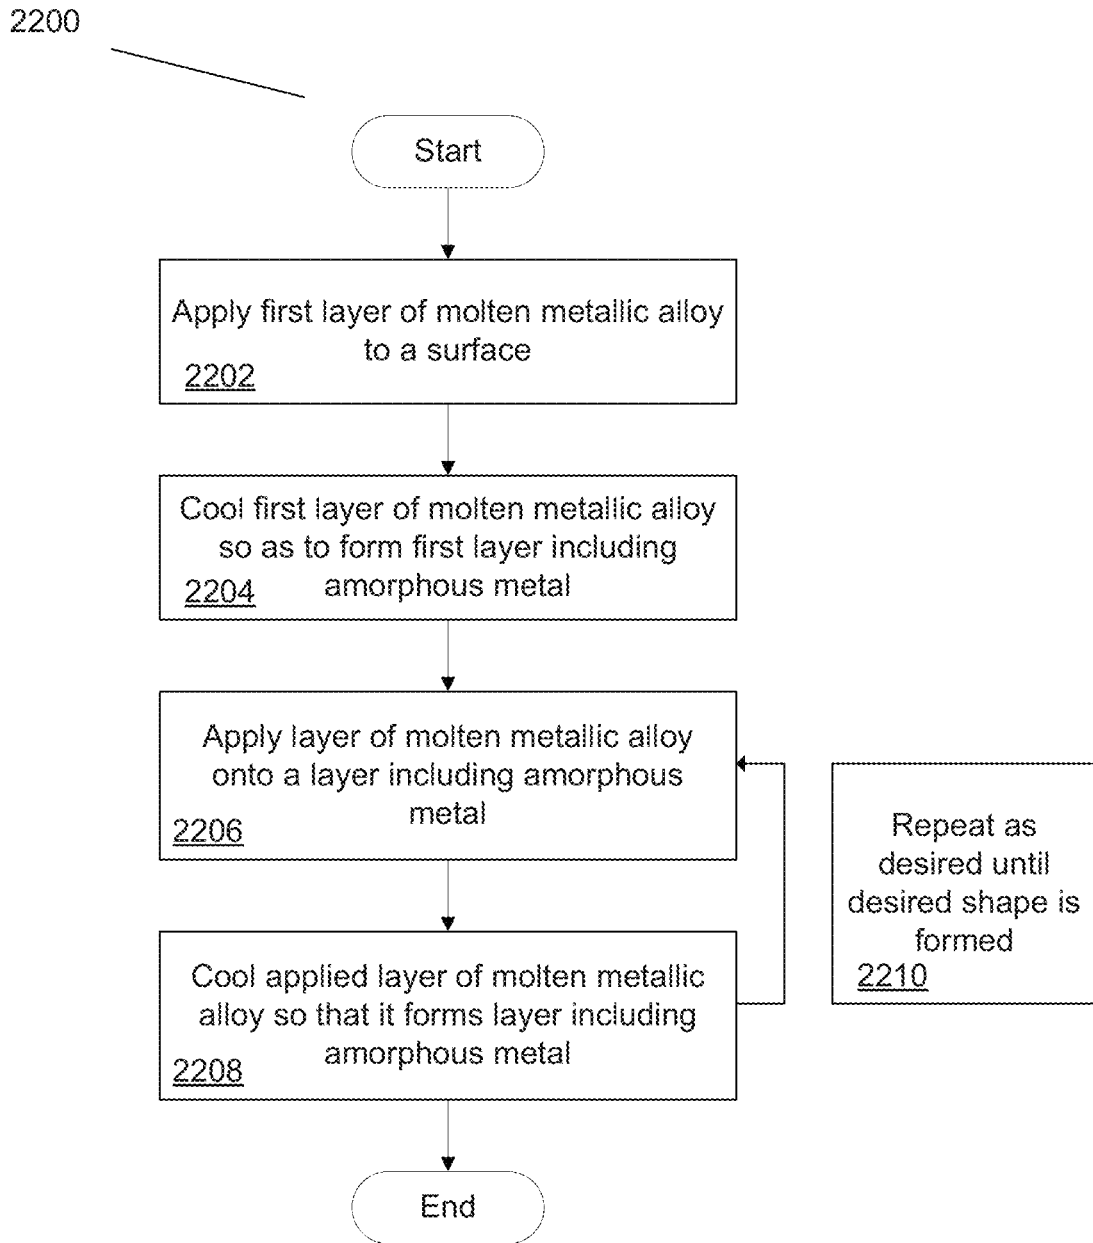 2200
Start
Apply first layer of molten metallic alloy
to a surface
2202
Cool first layer of molten metallic alloy
so as to form first layer including
amorphous metal
2204
Apply layer of molten metallic alloy
onto a layer including amorphous
metal
2206
Repeat as
desired until
desired shape is
formed
2210
Cool applied layer of molten metallic
alloy so that it forms layer including
amorphous metal
2208
End